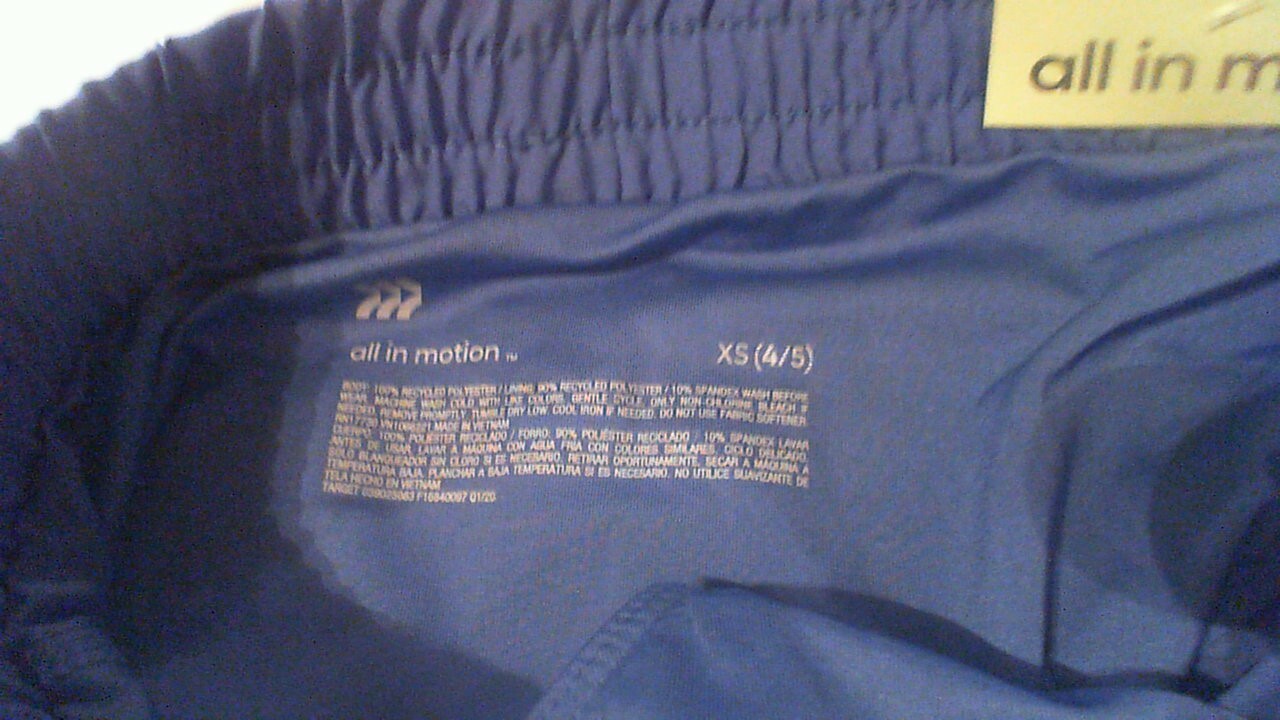 all in m
all in motion ™
XS (4/5)
BODY: 100% RECYCLED POLYESTER / LINING: 90% RECYCLED POLYESTER / 10% SPANDEX WASH BEFORE
WEAR. MACHINE WASH COLD WITH LIKE COLORS. GENTLE CYCLE. ONLY NON-CHLORINE BLEACH IF
NEEDED. REMOVE PROMPTLY. TUMBLE DRY LOW. COOL IRON IF NEEDED. DO NOT USE FABRIC SOFTENER.
MADE IN VIETNAM
CUERPO: 100% POLIÉSTER RECICLADO / FORRO: 90% POLIÉSTER RECICLADO / 10% SPANDEX LAVAR
ANTES DE USAR. LAVAR A MÁQUINA CON AGUA FRÍA CON COLORES SIMILARES. CICLO DELICADO.
SOLO BLANQUEADOR SIN CLORO SI ES NECESARIO. RETIRAR OPORTUNAMENTE. SECAR A MÁQUINA A
TEMPERATURA BAJA. PLANCHAR A BAJA TEMPERATURA SI ES NECESARIO. NO UTILICE SUAVIZANTE DE
TELA HECHO EN VIETNAM
TARGET 01/20